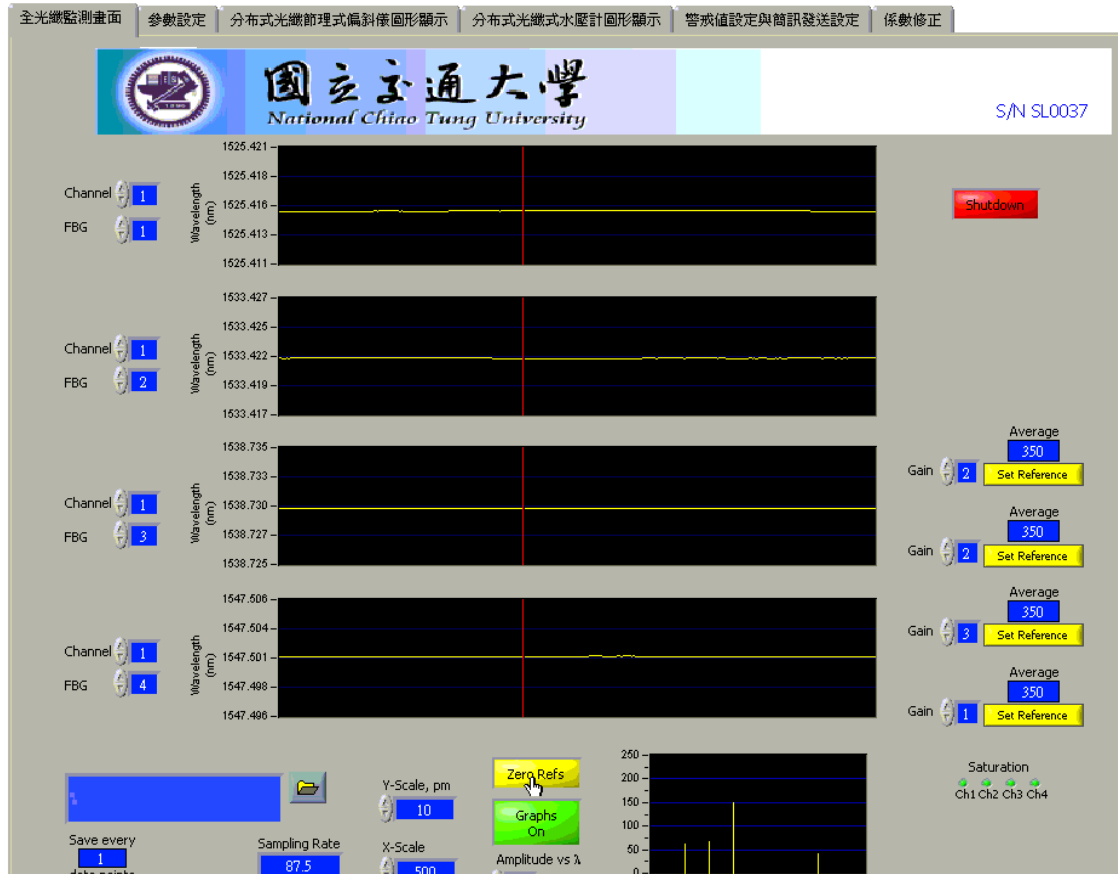 全光纖監測畫面 參數設定 分布式光纖節理式偏斜儀圖形顯示 分布式光纖式水壓計圖形顯示 警戒值設定與簡訊發送設定 係數修正
國立交通大學
National Chiao Tung University
S/N SL0037
Channel 1
FBG 1
Wavelength
(nm)
1525.421
1525.418
1525.416
1525.413
1525.411
Shutdown
Channel 1
FBG 2
Wavelength
(nm)
1533.427
1533.425
1533.422
1533.419
1533.417
Channel 1
FBG 3
Wavelength
(nm)
1538.735
1538.733
1538.730
1538.727
1538.725
Channel 1
FBG 4
Wavelength
(nm)
1547.506
1547.504
1547.501
1547.498
1547.496
Average
350
Gain 2 Set Reference
Average
350
Gain 2 Set Reference
Average
350
Gain 3 Set Reference
Average
350
Gain 1 Set Reference
Saturation
Ch1 Ch2 Ch3 Ch4
Save every
1
data points
Sampling Rate
87.5
Y-Scale, pm
10
X-Scale
500
Zero Refs
Graphs
On
Amplitude vs λ
250
200
150
100
50
0